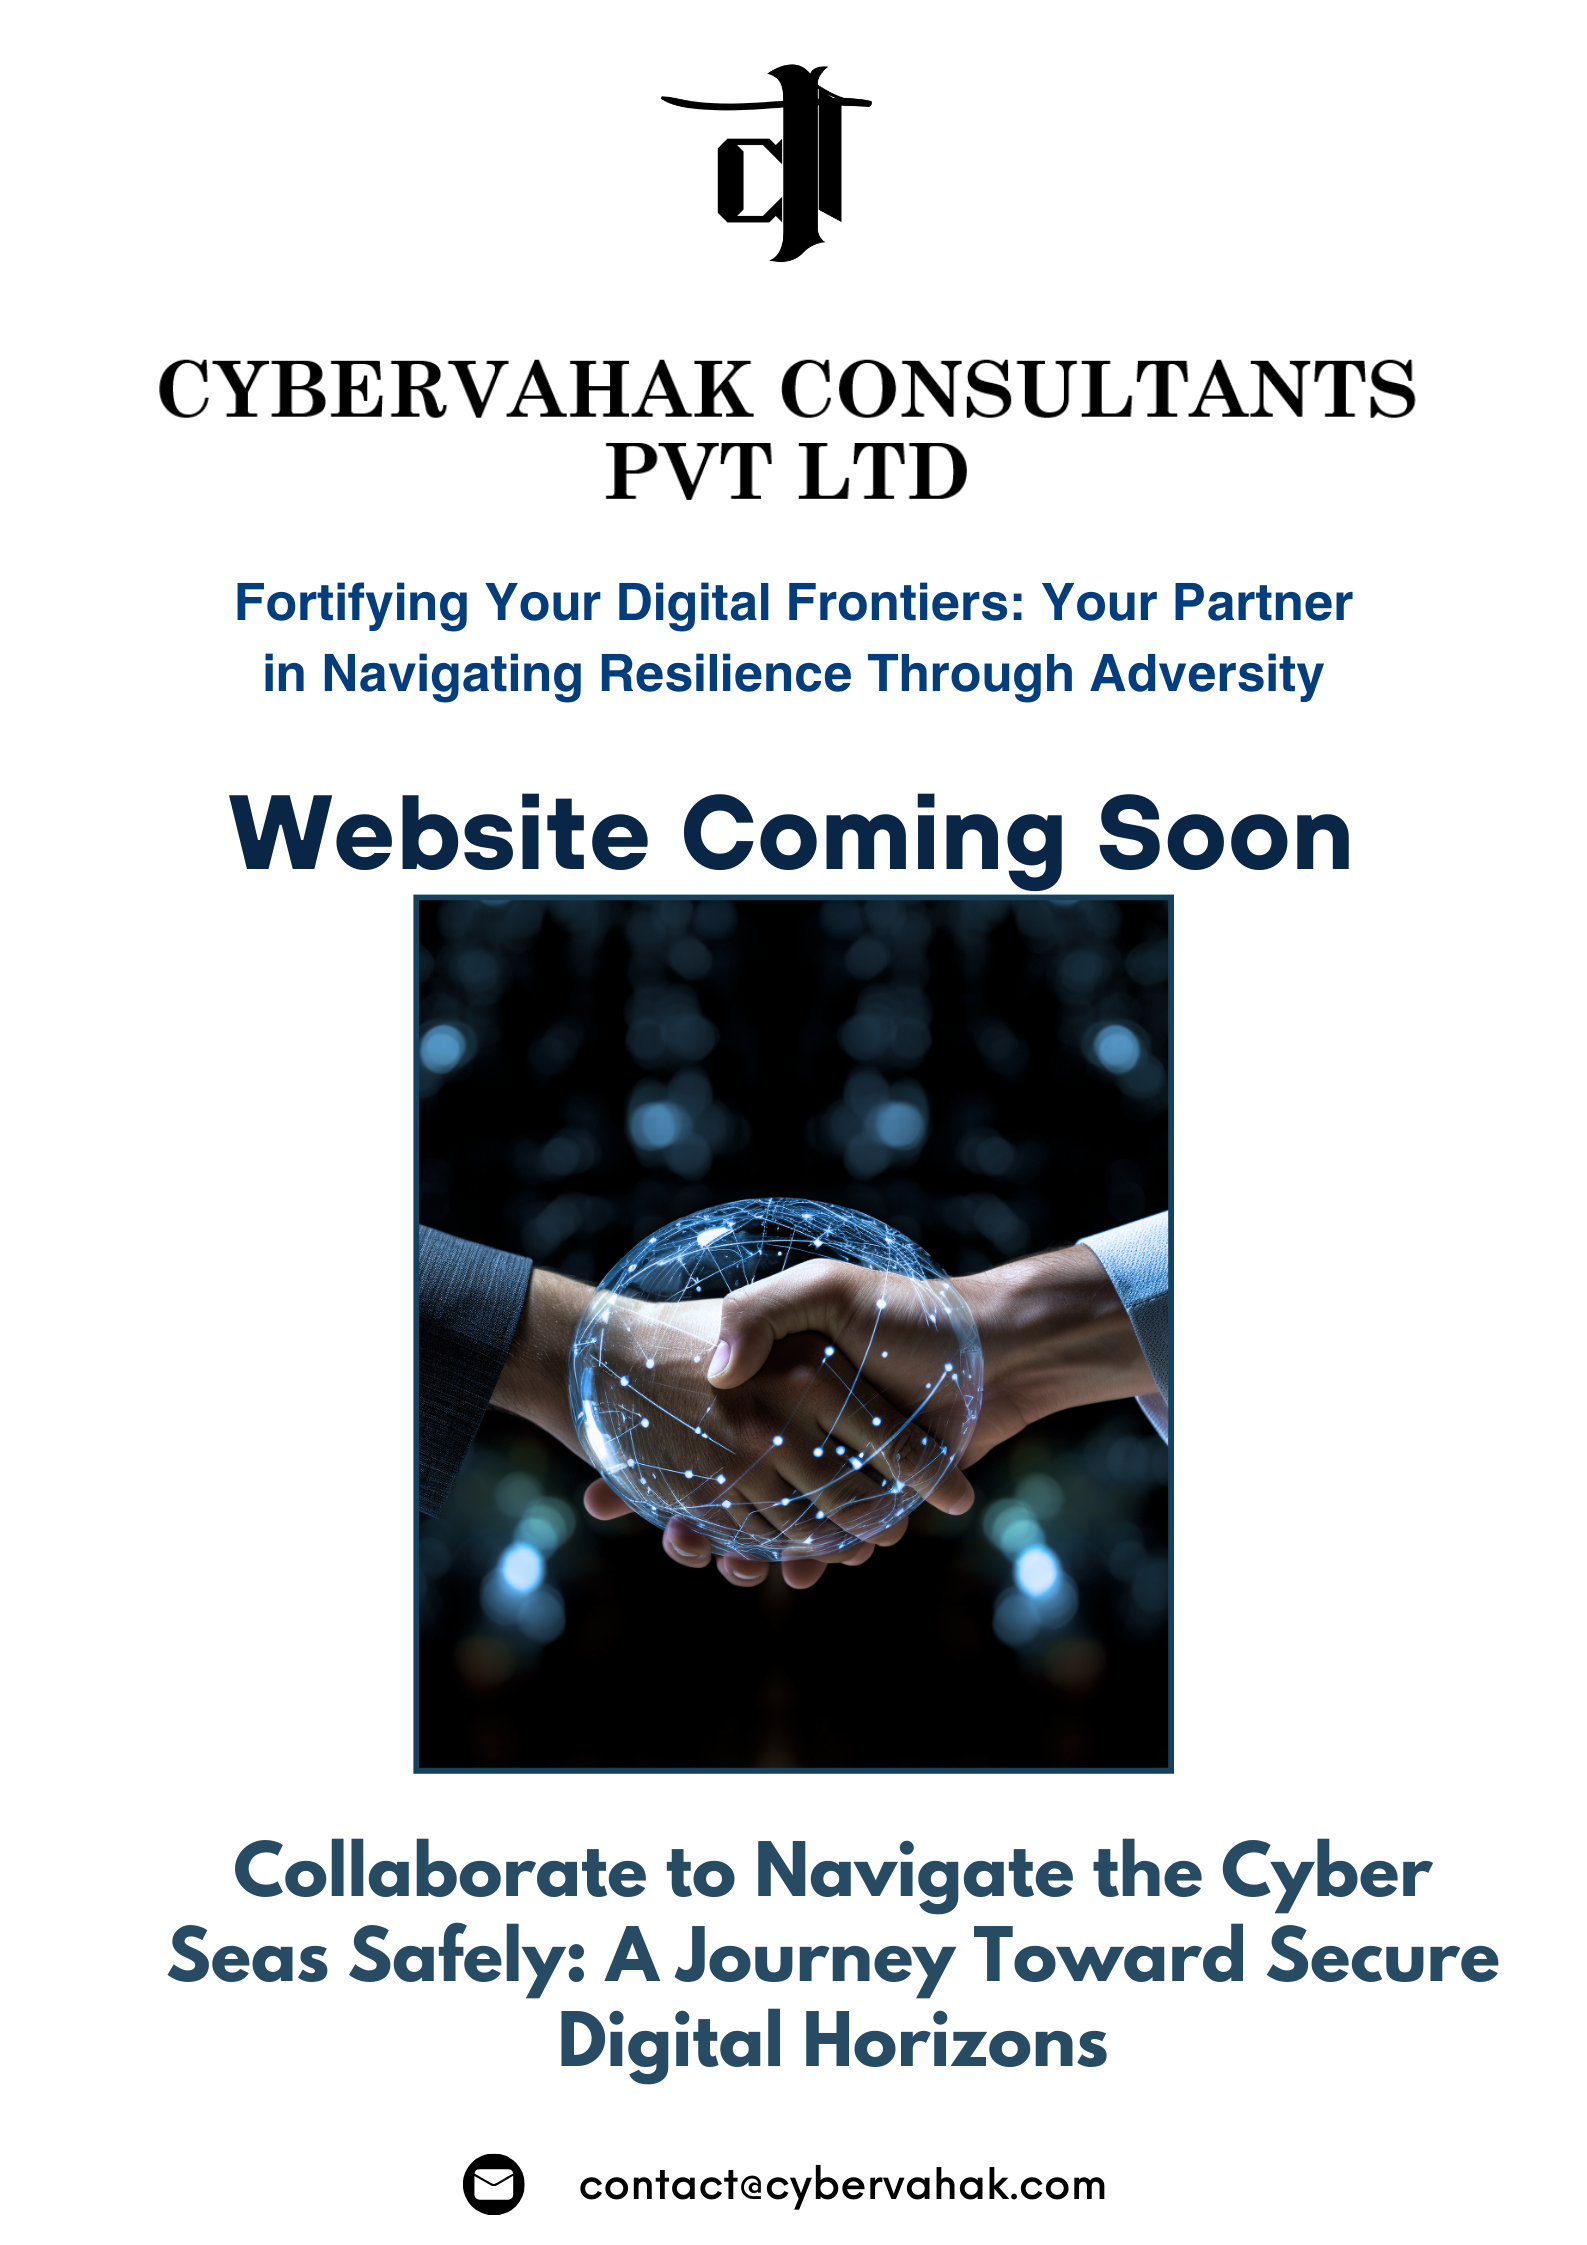 CYBERVAHAK CONSULTANTS
PVT LTD
Fortifying Your Digital Frontiers: Your Partner
in Navigating Resilience Through Adversity
Website Coming Soon
Collaborate to Navigate the Cyber
Seas Safely: A Journey Toward Secure
Digital Horizons
contact@cybervahak.com